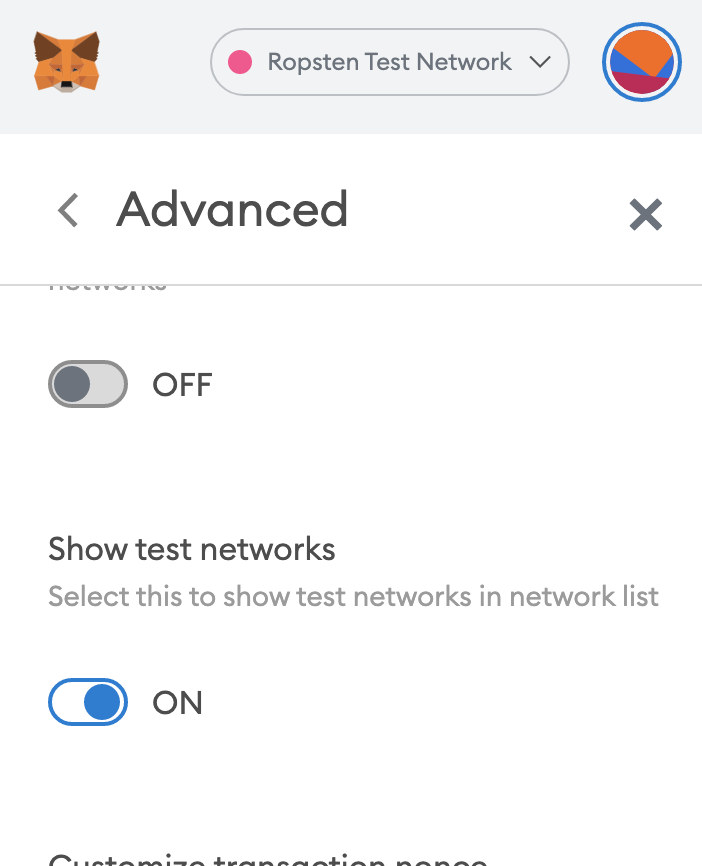 Ropsten Test Network
Advanced
networks
OFF
Show test networks
Select this to show test networks in network list
ON
Customize transaction nonce